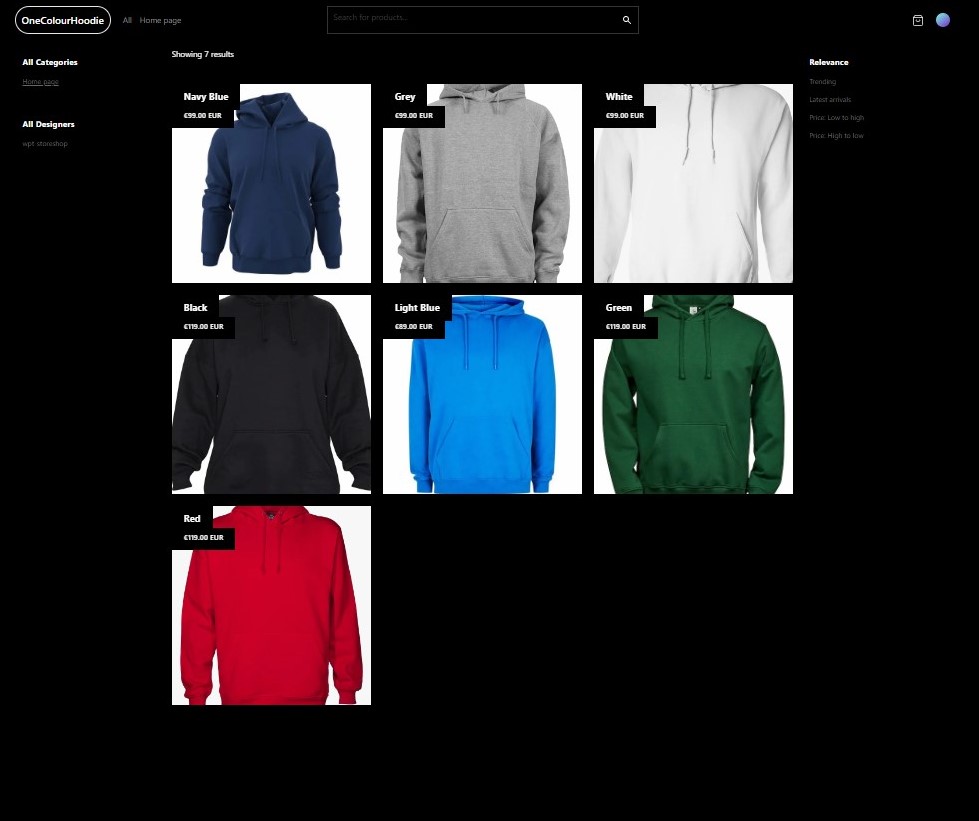 OneColourHoodie
All
Home page
Search for products...
All Categories
Home page
All Designers
wpt storeshop
Showing 7 results
Navy Blue
€99.00 EUR
Grey
€99.00 EUR
White
€99.00 EUR
Black
€119.00 EUR
Light Blue
€89.00 EUR
Green
€119.00 EUR
Red
€119.00 EUR
Relevance
Trending
Latest arrivals
Price: Low to high
Price: High to low